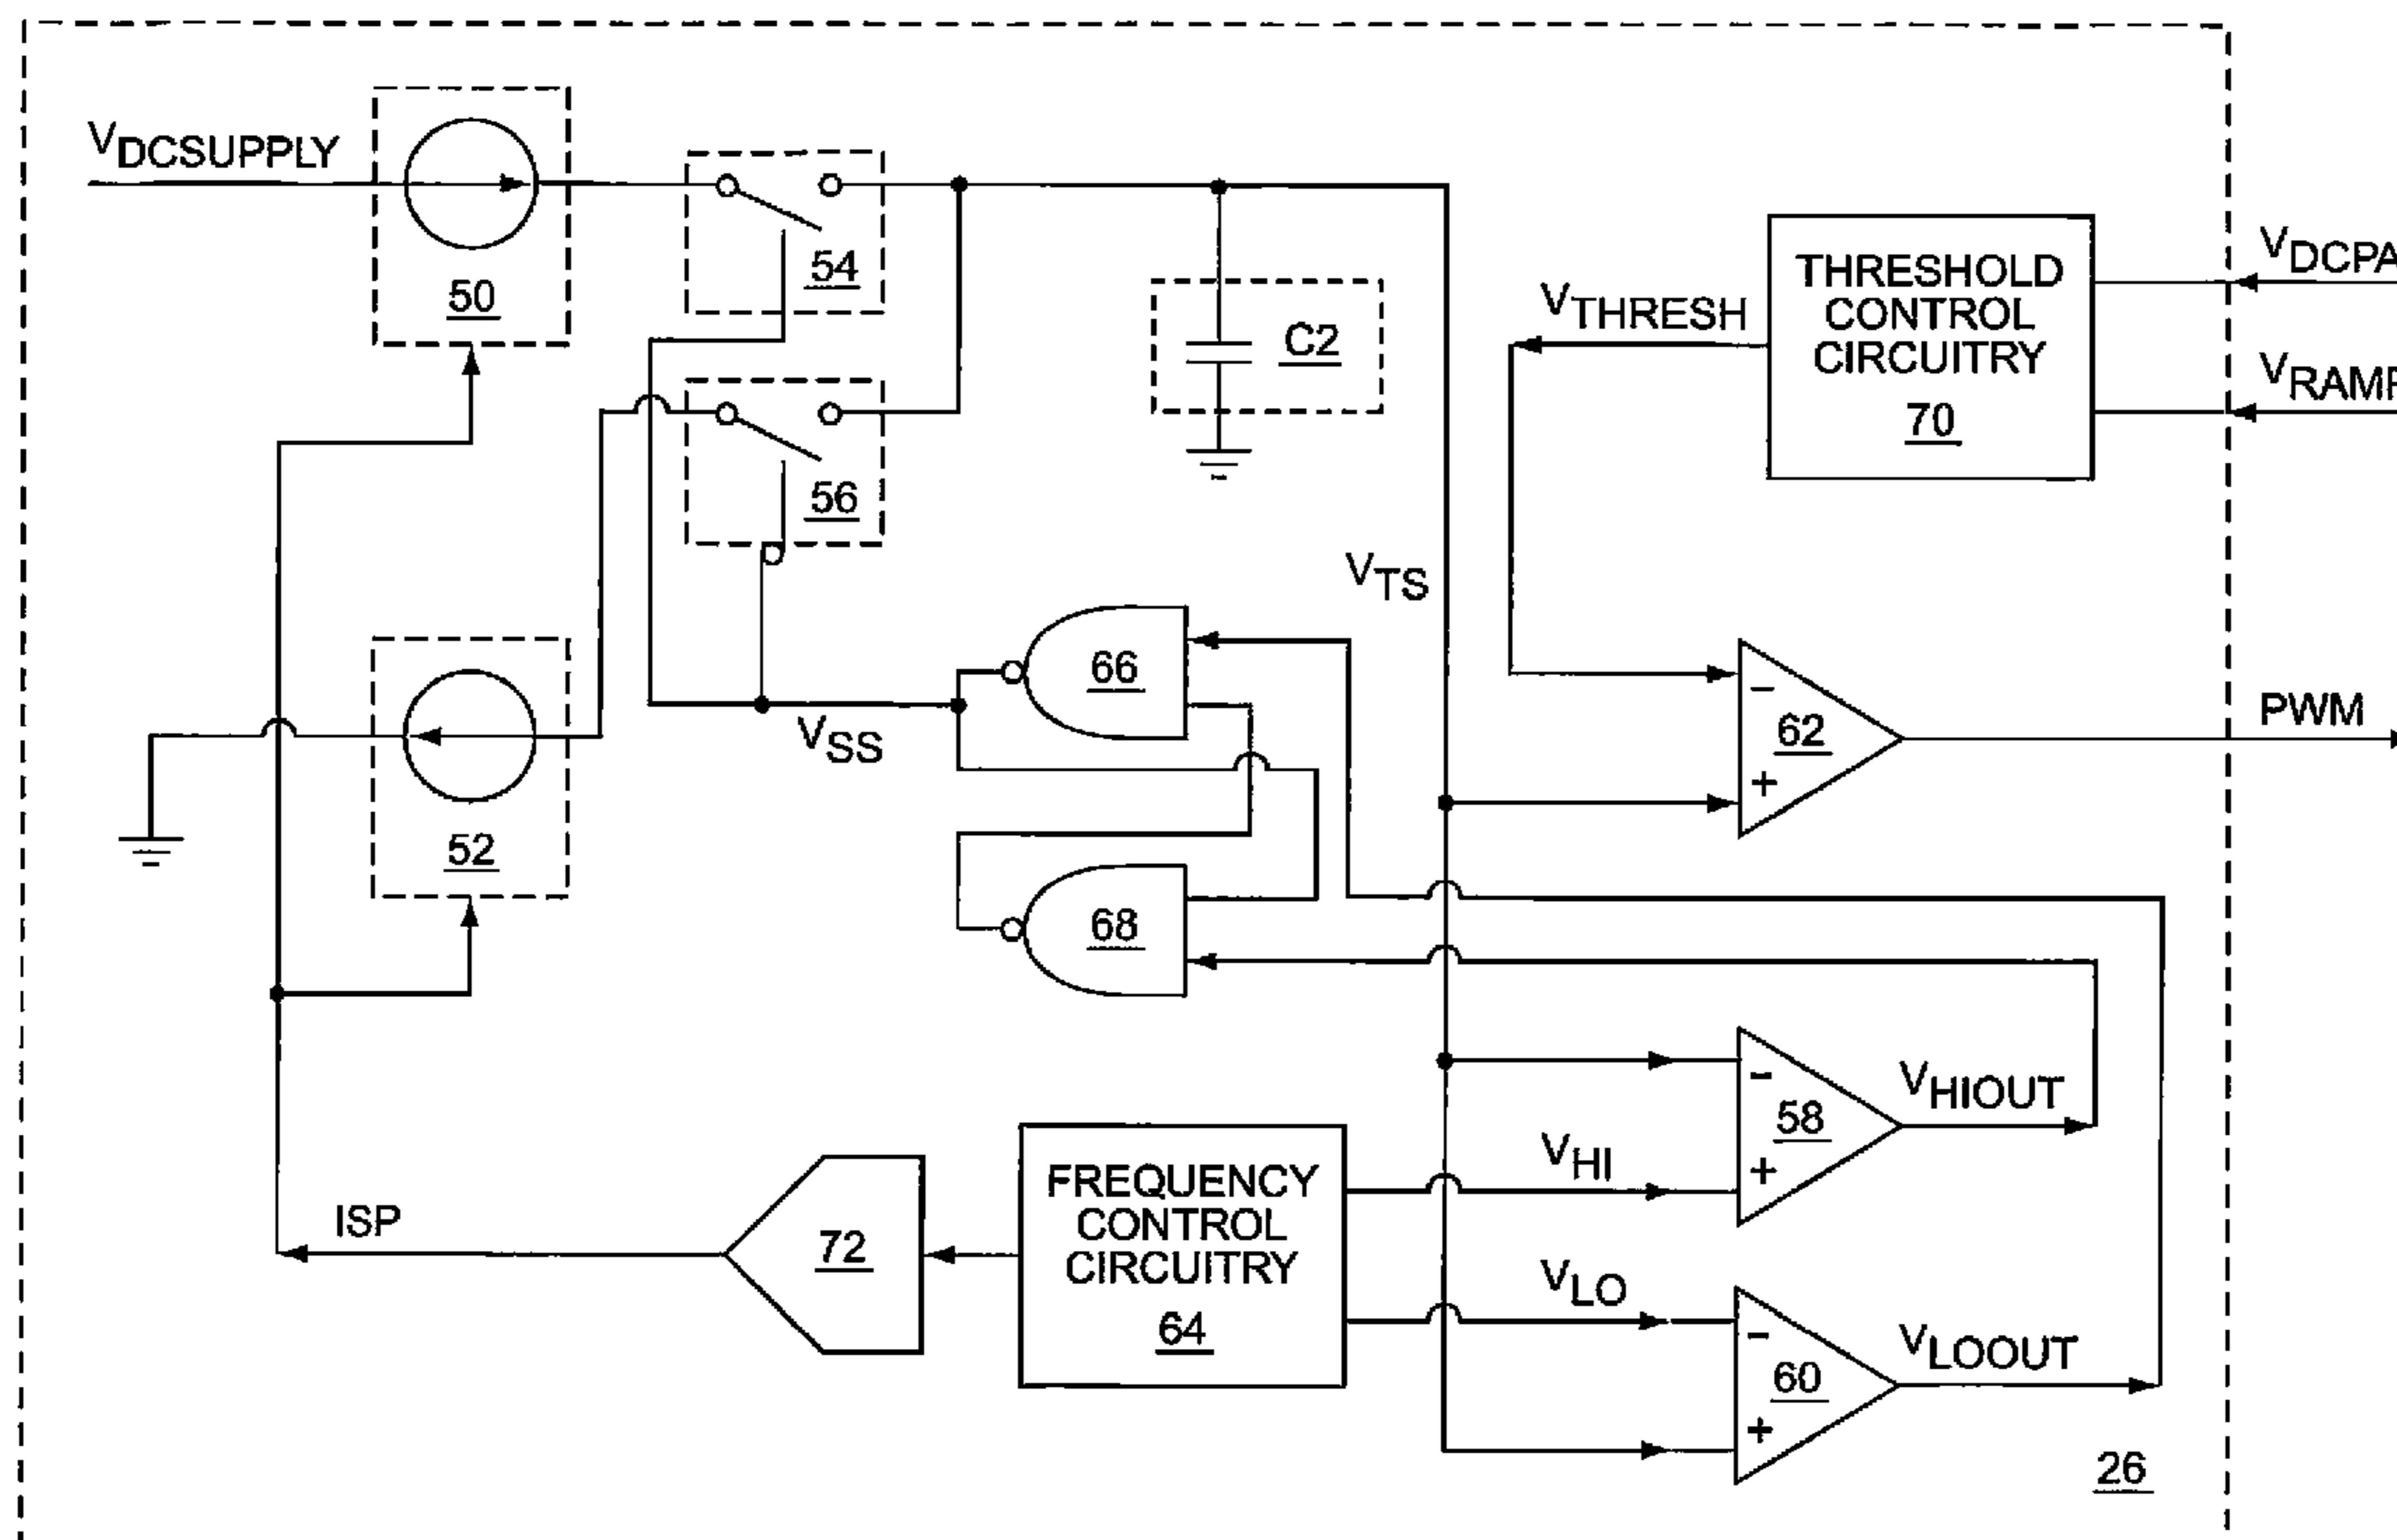 VDCSUPPLY
50
54
C2
56
52
VTHRESH
THRESHOLD
CONTROL
CIRCUITRY
70
VDCPA
VRAMP
VTS
66
VSS
68
-
62
+
PWM
-
58
+
VHIOUT
VHI
ISP
72
FREQUENCY
CONTROL
CIRCUITRY
64
VLO
-
60
+
VLOOUT
26